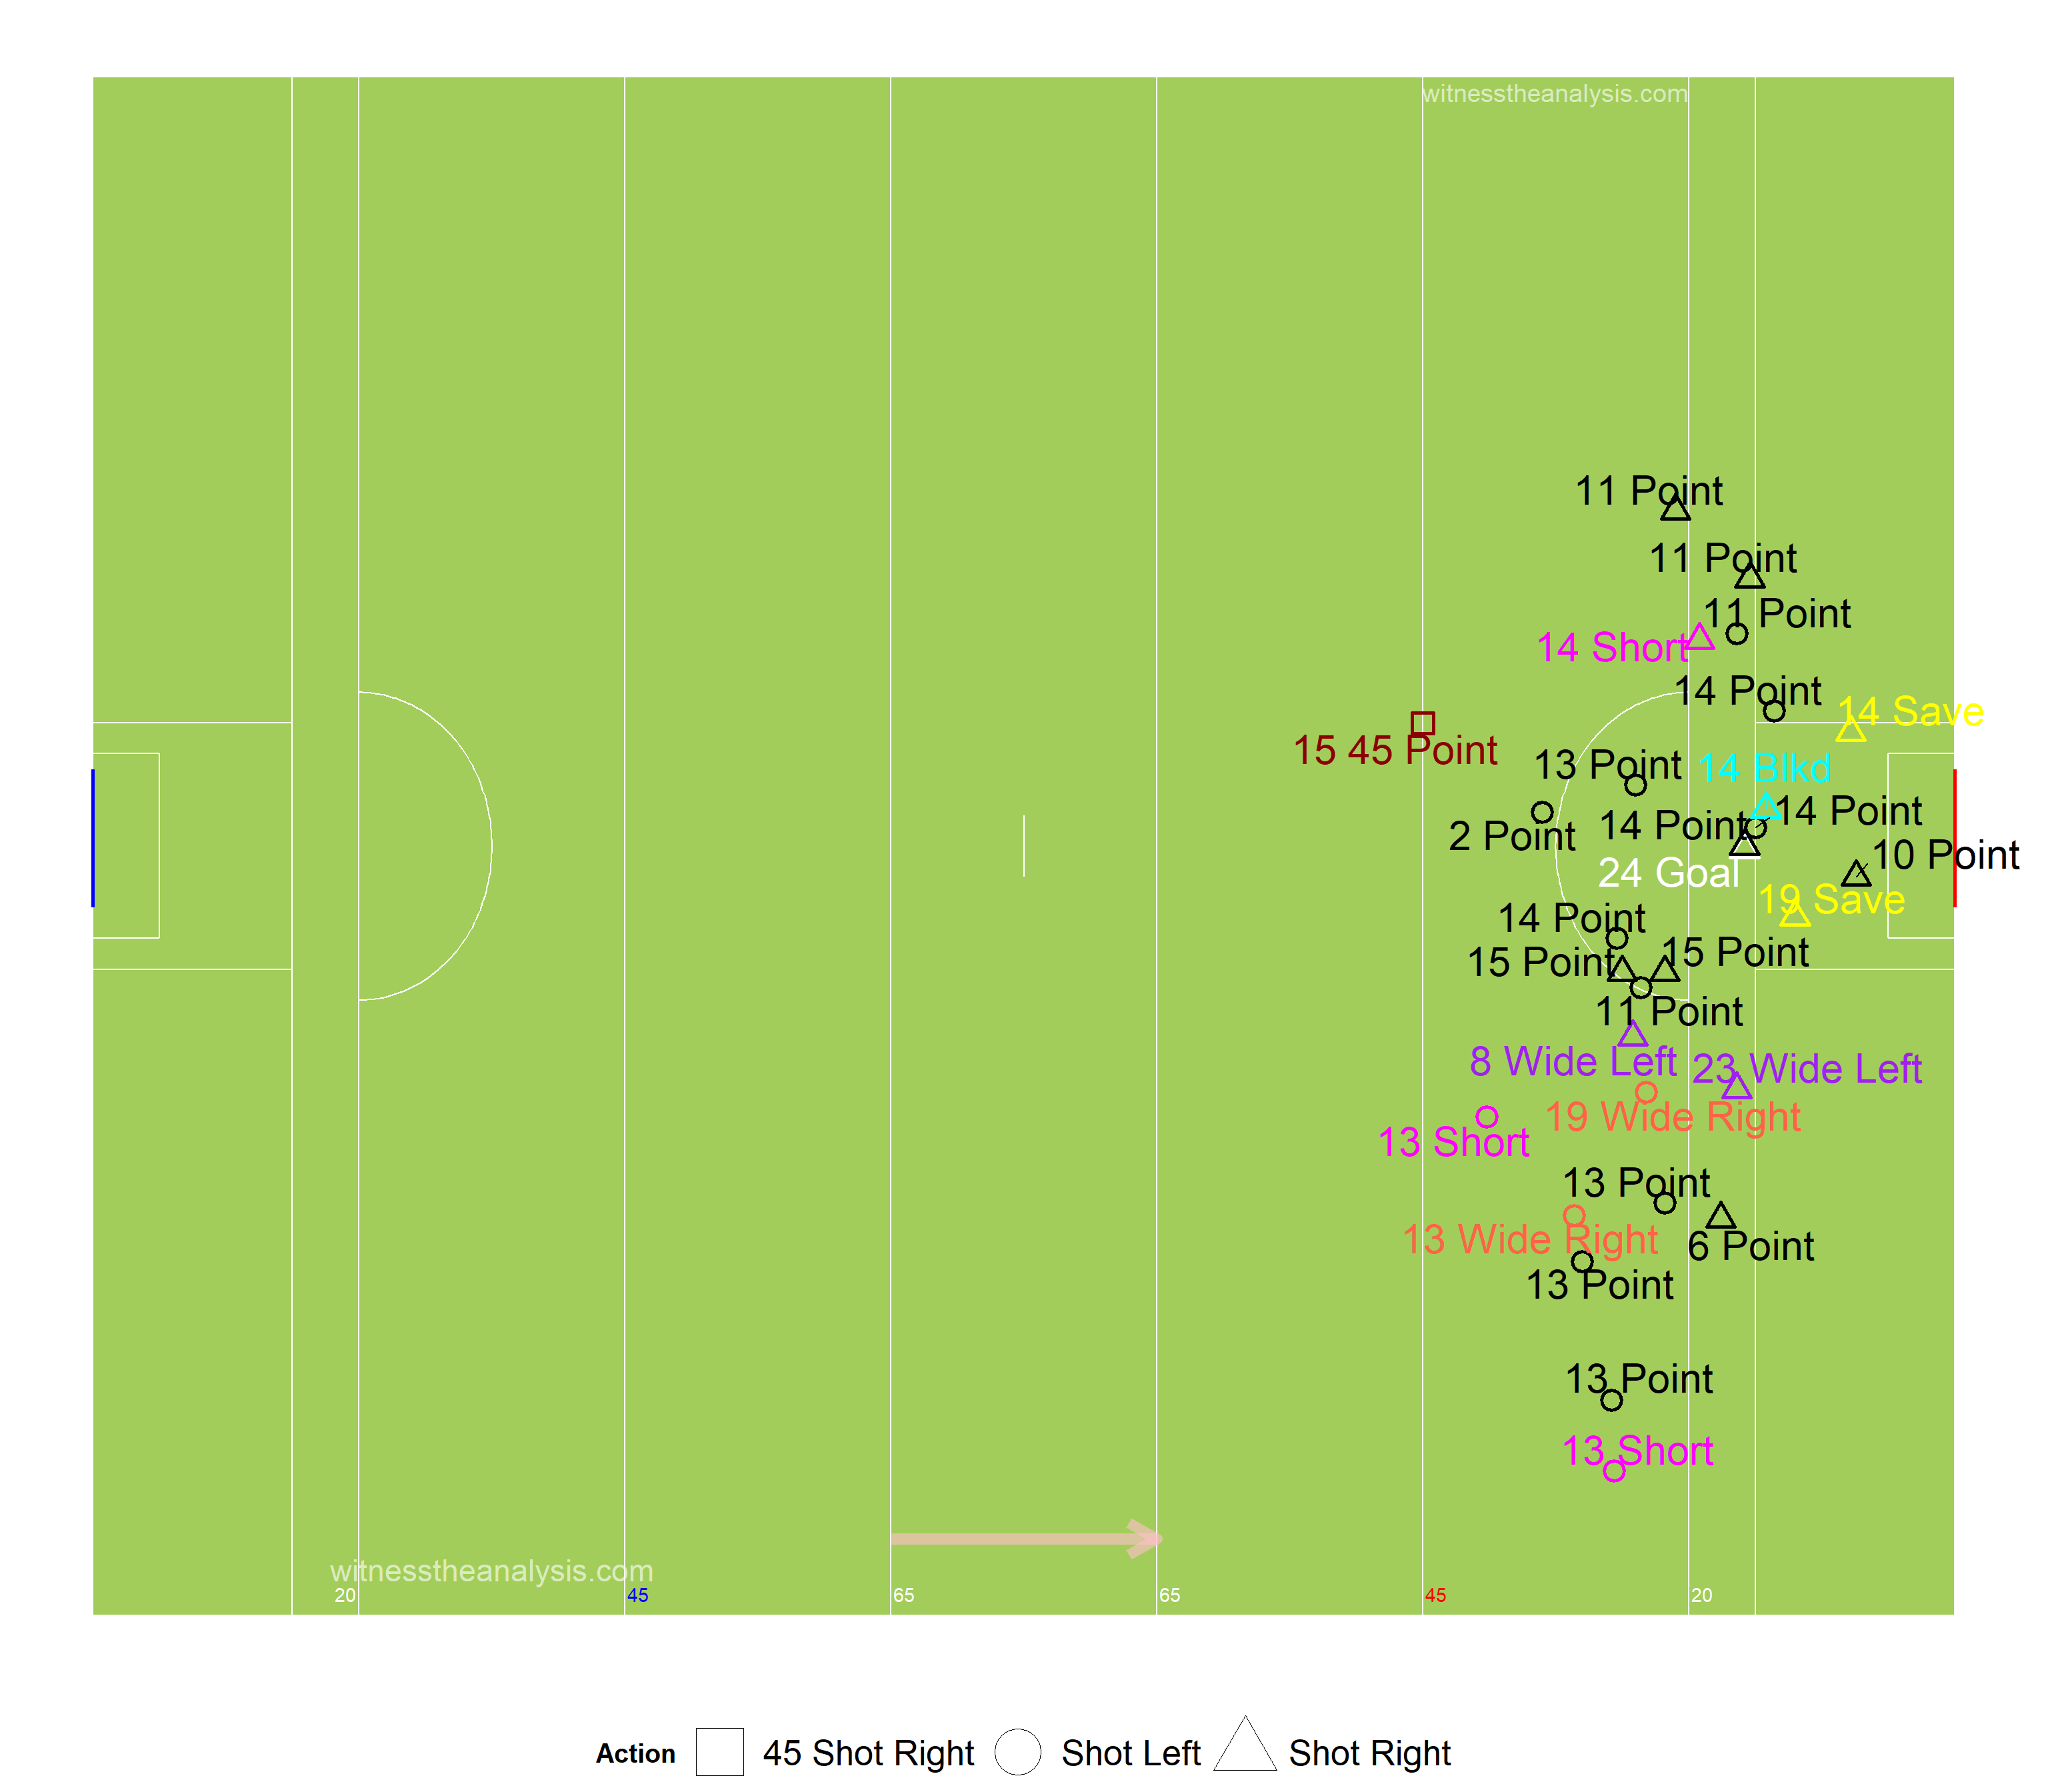 witnesstheanalysis.com
11 Point
11 Point
11 Point
14 Short
14 Point
14 Save
15 45 Point
13 Point
14 Blkd
14 Point
14 Point
2 Point
10 Point
24 Goal
19 Save
14 Point
15 Point
15 Point
11 Point
8 Wide Left
23 Wide Left
19 Wide Right
13 Short
13 Point
13 Wide Right
6 Point
13 Point
13 Point
13 Short
witnesstheanalysis.com
20 45 65 65 45 20
Action 45 Shot Right Shot Left Shot Right